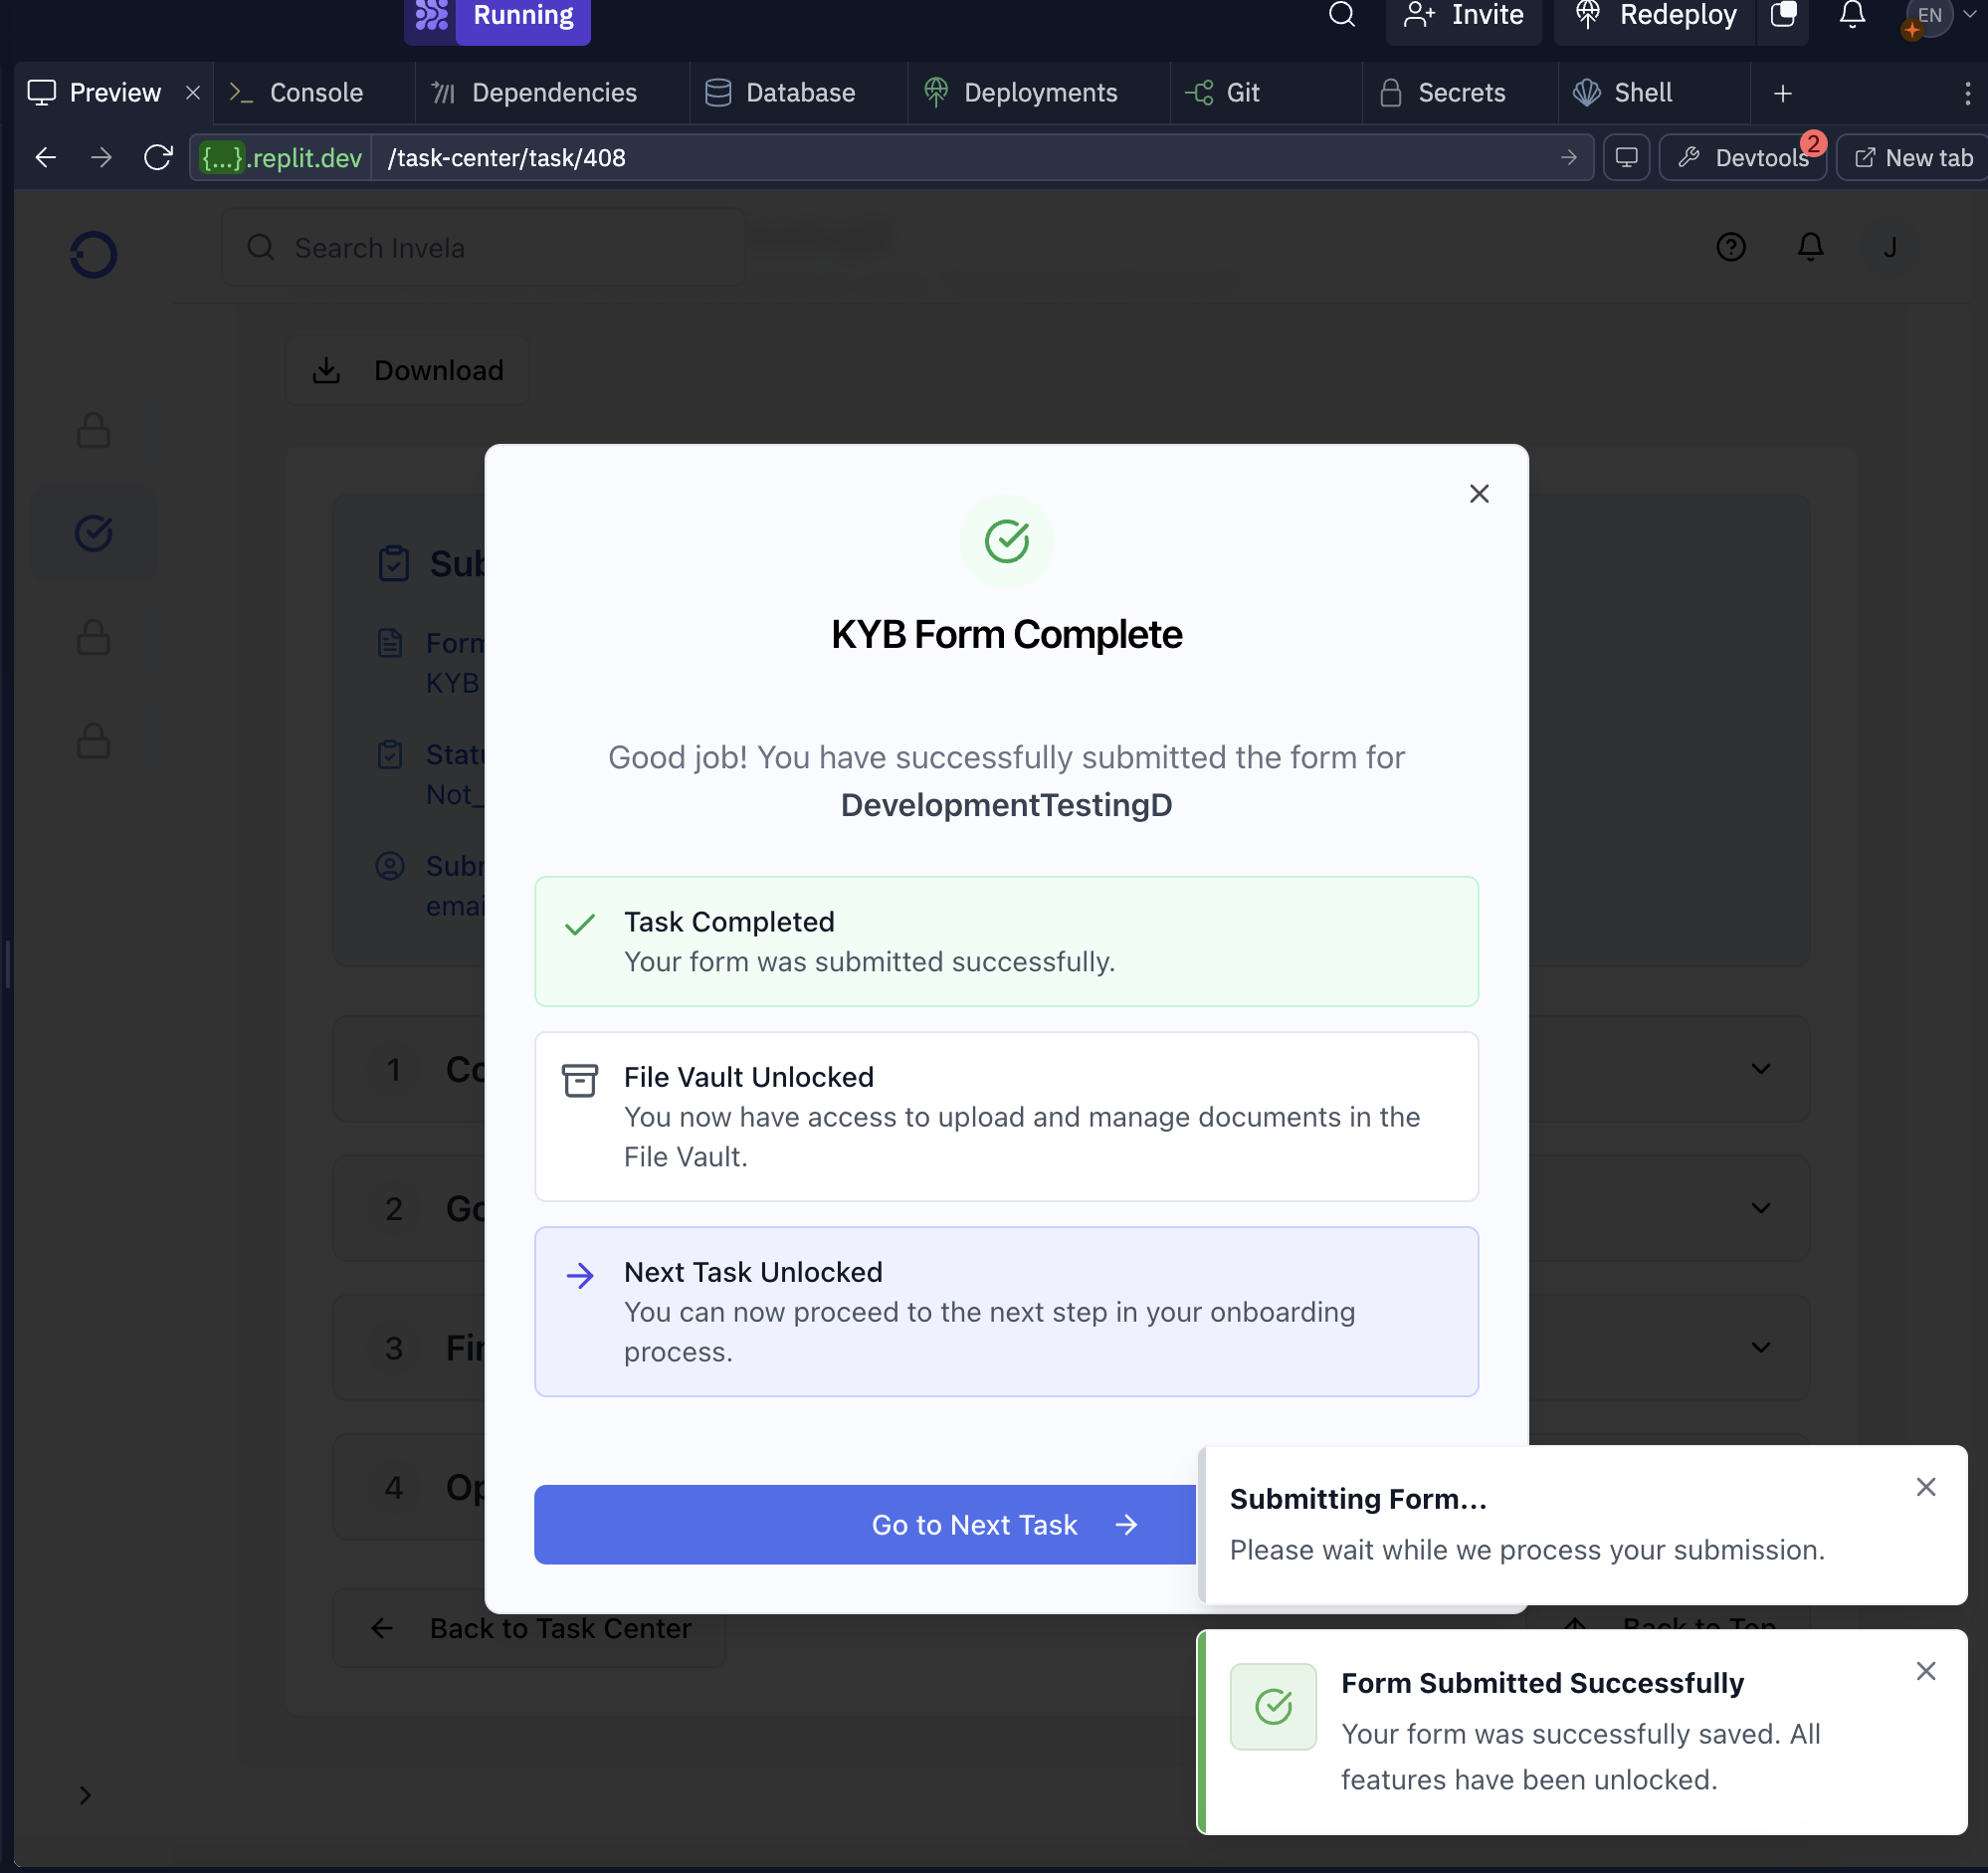 Running
Invite
Redeploy
EN
Preview
Console
Dependencies
Database
Deployments
Git
Secrets
Shell
{...}.replit.dev
/task-center/task/408
Devtools
2
New tab
Search Invela
J
Download
Sub
Form
KYB
Statu
Not_
Subm
emai
KYB Form Complete
Good job! You have successfully submitted the form for
DevelopmentTestingD
Task Completed
Your form was submitted successfully.
File Vault Unlocked
You now have access to upload and manage documents in the
File Vault.
Next Task Unlocked
You can now proceed to the next step in your onboarding
process.
Go to Next Task
1 Co
2 Go
3 Fin
4 Op
Back to Task Center
Back to Top
Submitting Form...
Please wait while we process your submission.
Form Submitted Successfully
Your form was successfully saved. All
features have been unlocked.